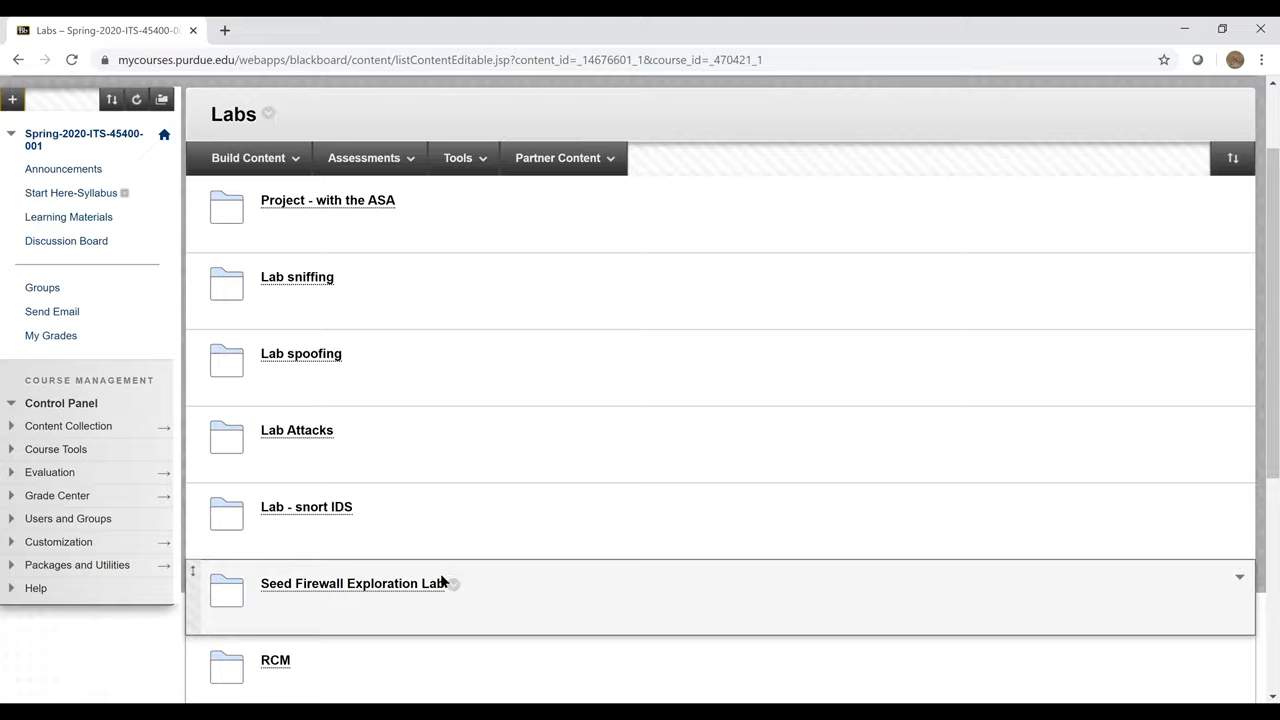 Labs – Spring-2020-ITS-45400-00
mycourses.purdue.edu/webapps/blackboard/content/listContentEditable.jsp?content_id=_14676601_1&course_id=_470421_1
Spring-2020-ITS-45400-
001
Announcements
Start Here-Syllabus
Learning Materials
Discussion Board
Groups
Send Email
My Grades
COURSE MANAGEMENT
Control Panel
Content Collection
Course Tools
Evaluation
Grade Center
Users and Groups
Customization
Packages and Utilities
Help
Labs
Build Content
Assessments
Tools
Partner Content
Project - with the ASA
Lab sniffing
Lab spoofing
Lab Attacks
Lab - snort IDS
Seed Firewall Exploration Lab
RCM